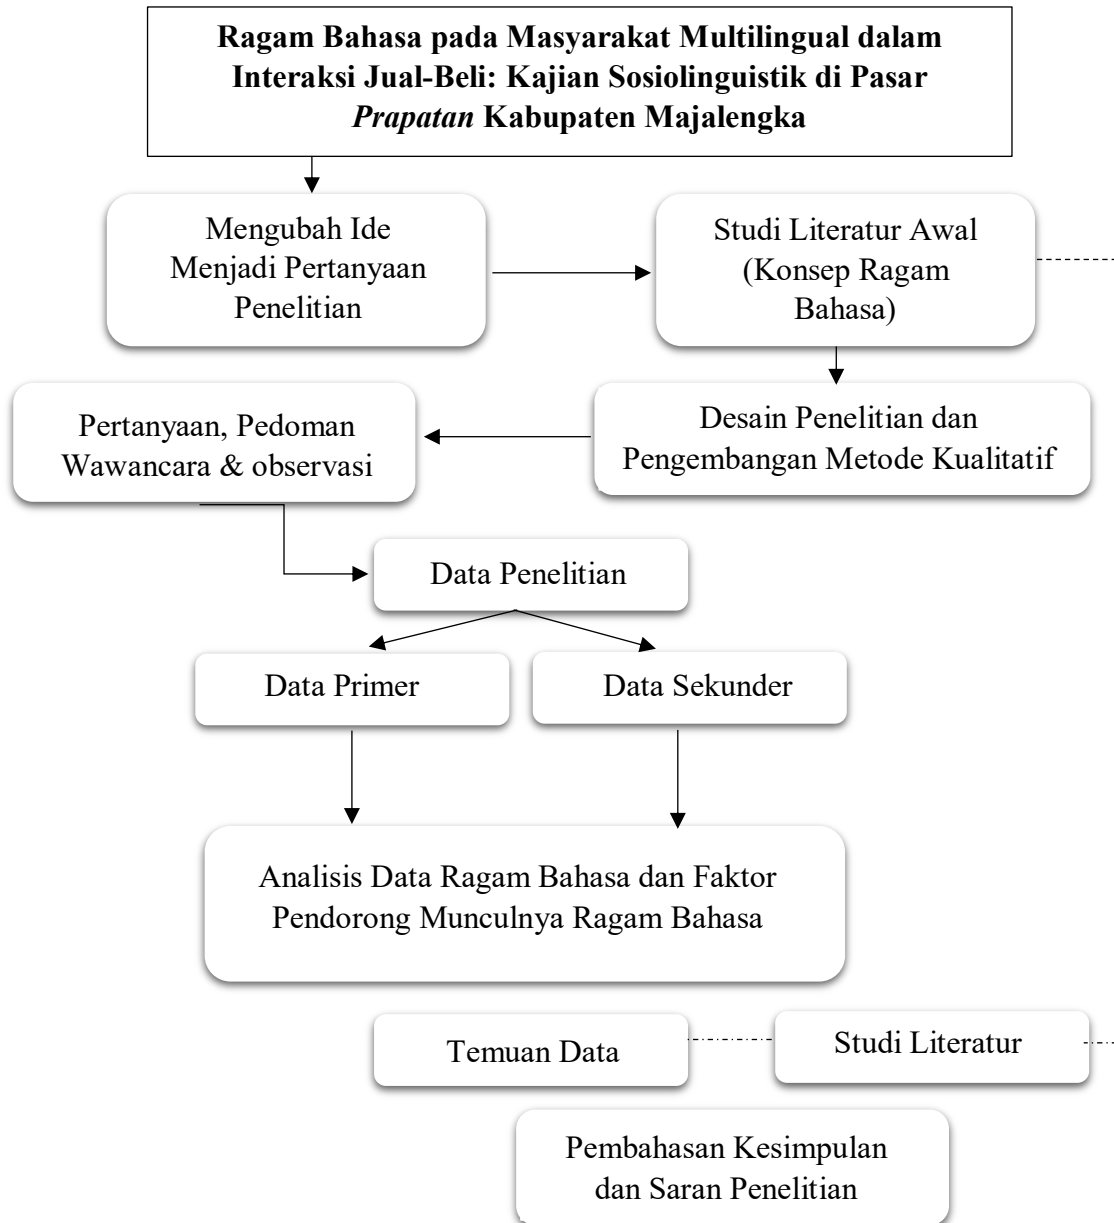 Ragam Bahasa pada Masyarakat Multilingual dalam
Interaksi Jual-Beli: Kajian Sosiolinguistik di Pasar
Prapatan Kabupaten Majalengka
Mengubah Ide
Menjadi Pertanyaan
Penelitian
Studi Literatur Awal
(Konsep Ragam
Bahasa)
Desain Penelitian dan
Pengembangan Metode Kualitatif
Pertanyaan, Pedoman
Wawancara & observasi
Data Penelitian
Data Primer
Data Sekunder
Analisis Data Ragam Bahasa dan Faktor
Pendorong Munculnya Ragam Bahasa
Temuan Data
Studi Literatur
Pembahasan Kesimpulan
dan Saran Penelitian